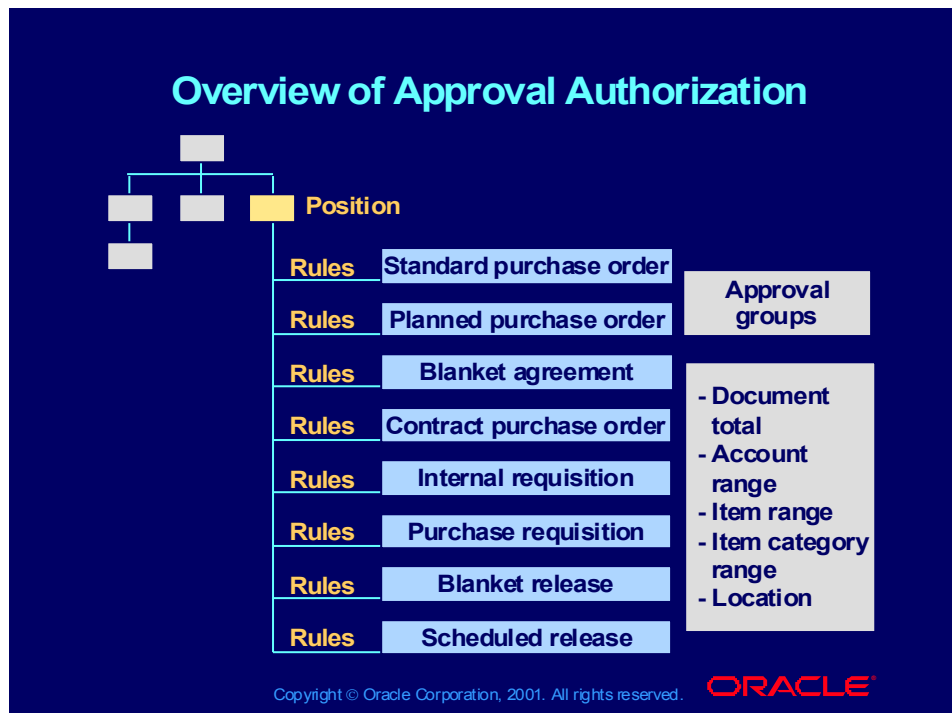 Overview of Approval Authorization
Position
Rules Standard purchase order
Rules Planned purchase order
Rules Blanket agreement
Rules Contract purchase order
Rules Internal requisition
Rules Purchase requisition
Rules Blanket release
Rules Scheduled release
Approval
groups
- Document
total
- Account
range
- Item range
- Item category
range
- Location
Copyright © Oracle Corporation, 2001. All rights reserved.
ORACLE®